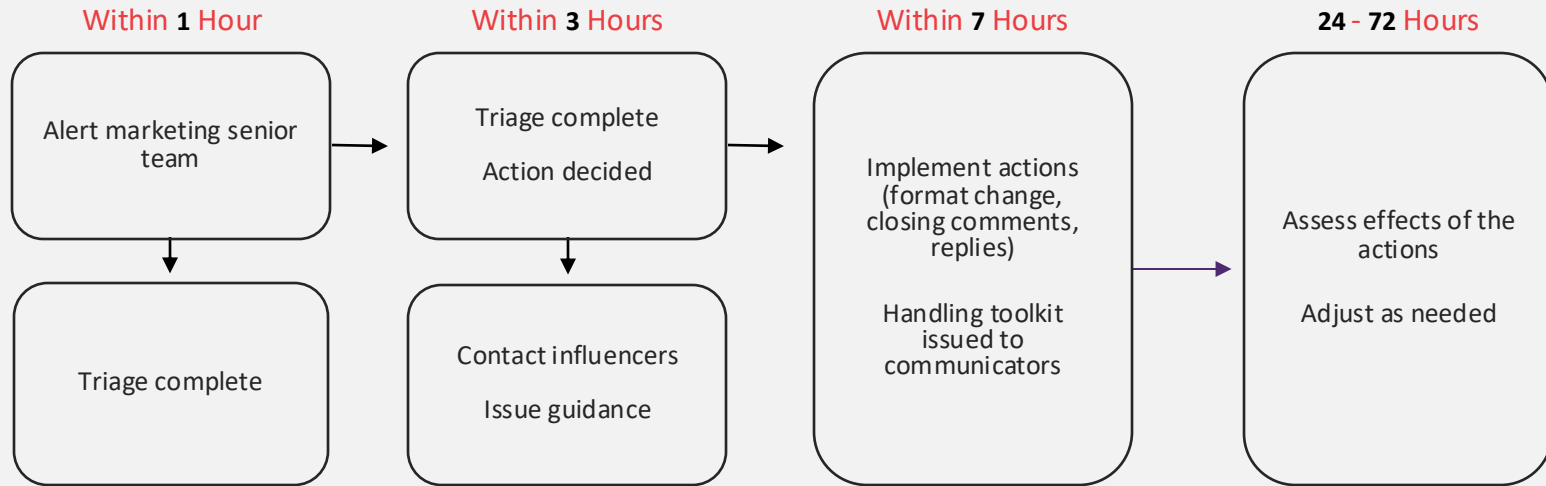 Within 1 Hour
Alert marketing senior
team
Triage complete
Within 3 Hours
Triage complete
Action decided
Contact influencers
Issue guidance
Within 7 Hours
Implement actions
(format change,
closing comments,
replies)
Handling toolkit
issued to
communicators
24 - 72 Hours
Assess effects of the
actions
Adjust as needed